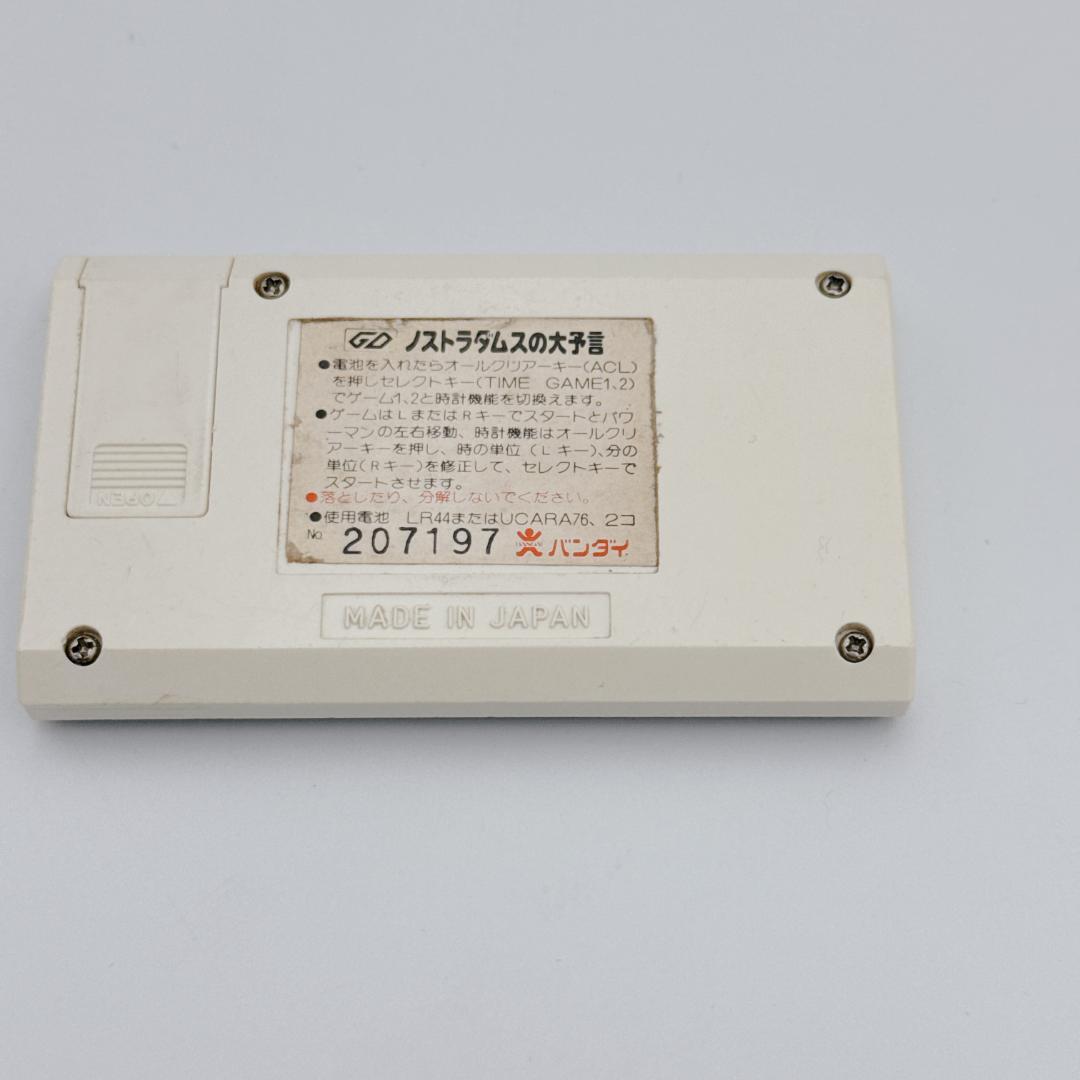 GD ノストラダムスの大予言
●電池を入れたらオールクリアーキー(ACL)
を押しセレクトキー(TIME GAME1、2)
でゲーム1、2と時計機能を切換えます。
●ゲームはLまたはRキーでスタートとパワ
ーマンの左右移動、時計機能はオールクリ
アーキーを押し、時の単位(Lキー)、分の
単位(Rキー)を修正して、セレクトキーで
スタートさせます。
●落としたり、分解しないでください。
●使用電池 LR44またはUCARA76、2コ
No. 207197 バンダイ
MADE IN JAPAN
OPEN